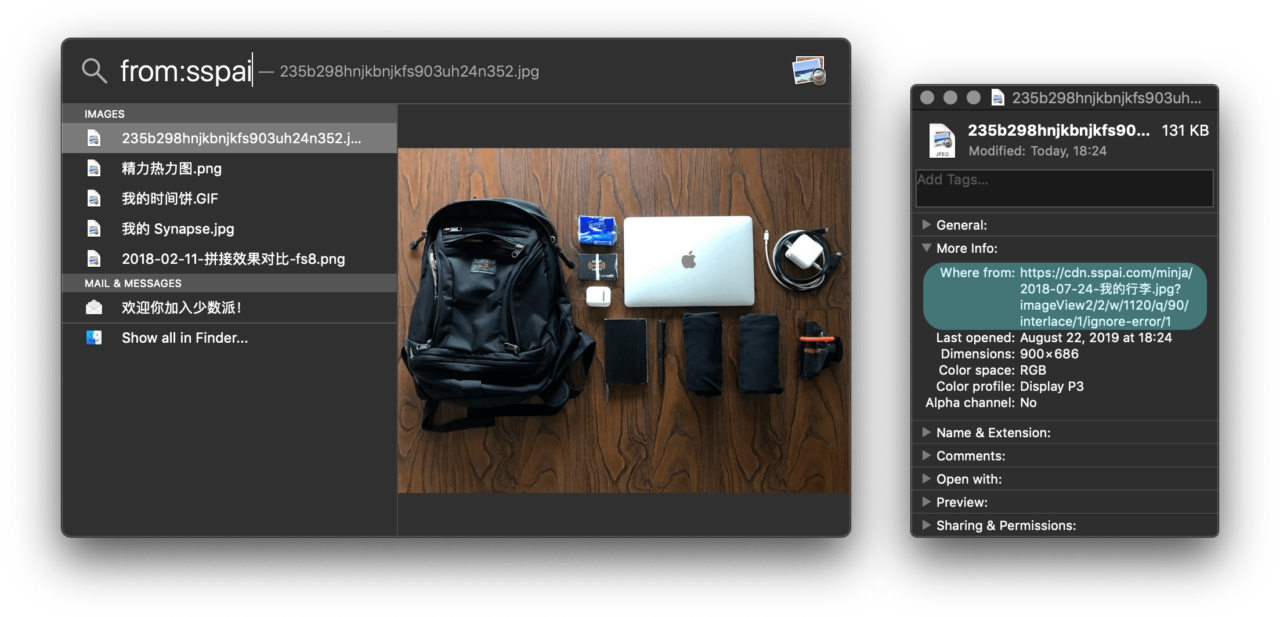 from:sspai — 235b298hnjkbnjkfs903uh24n352.jpg
IMAGES
235b298hnjkbnjkfs903uh24n352.j...
精力热力图.png
我的时间饼.GIF
我的 Synapse.jpg
2018-02-11-拼接效果对比-fs8.png
MAIL & MESSAGES
欢迎你加入少数派!
Show all in Finder...
235b298hnjkbnjkfs903uh...
JPEG
235b298hnjkbnjkfs90... 131 KB
Modified: Today, 18:24
Add Tags...
General:
More Info:
Where from: https://cdn.sspai.com/minja/
2018-07-24-我的行李.jpg?
imageView2/2/w/1120/q/90/
interlace/1/ignore-error/1
Last opened: August 22, 2019 at 18:24
Dimensions: 900×686
Color space: RGB
Color profile: Display P3
Alpha channel: No
Name & Extension:
Comments:
Open with:
Preview:
Sharing & Permissions: